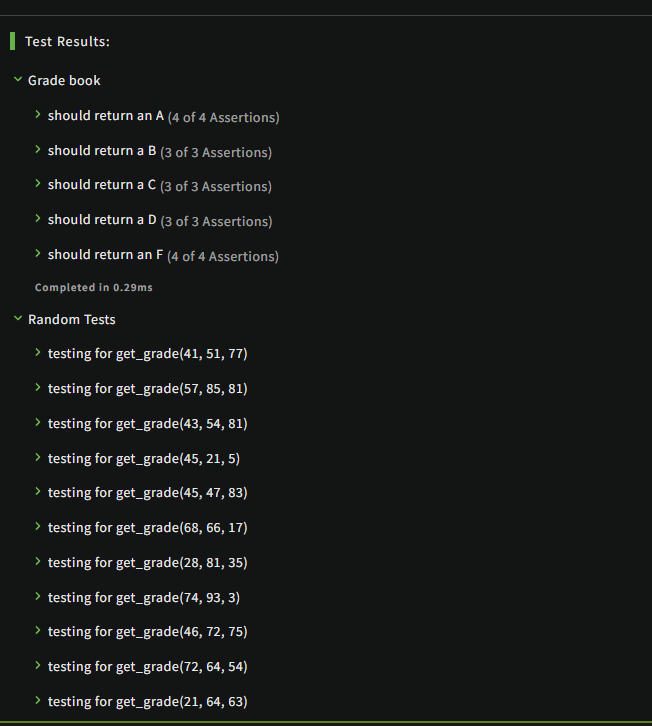 Test Results:
Grade book
should return an A (4 of 4 Assertions)
should return a B (3 of 3 Assertions)
should return a C (3 of 3 Assertions)
should return a D (3 of 3 Assertions)
should return an F (4 of 4 Assertions)
Completed in 0.29ms
Random Tests
testing for get_grade(41, 51, 77)
testing for get_grade(57, 85, 81)
testing for get_grade(43, 54, 81)
testing for get_grade(45, 21, 5)
testing for get_grade(45, 47, 83)
testing for get_grade(68, 66, 17)
testing for get_grade(28, 81, 35)
testing for get_grade(74, 93, 3)
testing for get_grade(46, 72, 75)
testing for get_grade(72, 64, 54)
testing for get_grade(21, 64, 63)